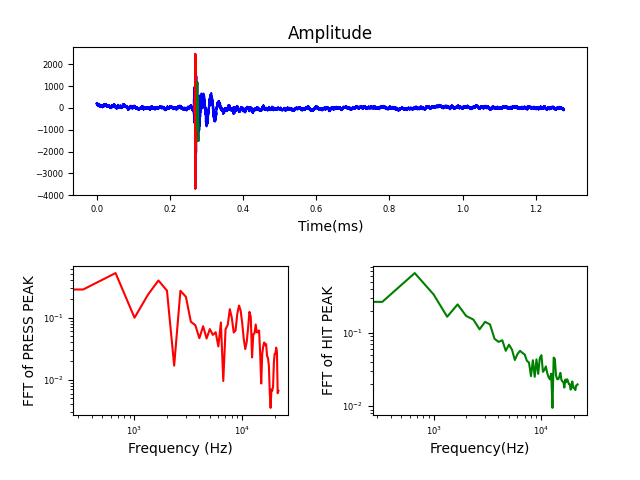 Amplitude
2000
1000
0
−1000
−2000
−3000
−4000
0.0 0.2 0.4 0.6 0.8 1.0 1.2
Time(ms)
FFT of PRESS PEAK
10⁻¹
10⁻²
10³ 10⁴
Frequency (Hz)
FFT of HIT PEAK
10⁻¹
10⁻²
10³ 10⁴
Frequency(Hz)